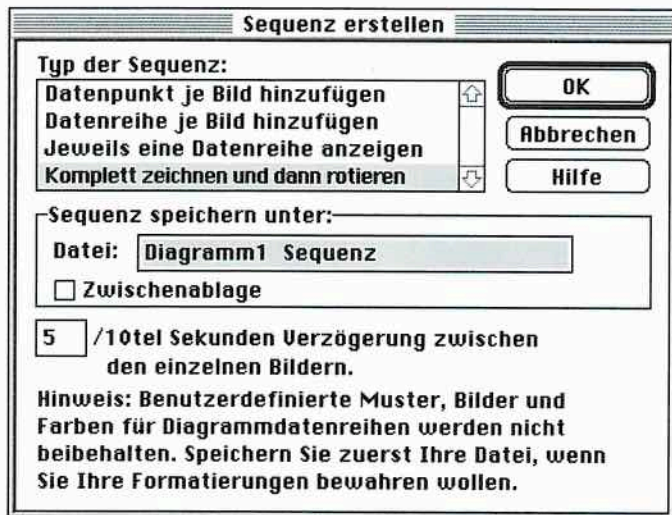 Sequenz erstellen
Typ der Sequenz:
Datenpunkt je Bild hinzufügen
Datenreihe je Bild hinzufügen
Jeweils eine Datenreihe anzeigen
Komplett zeichnen und dann rotieren
OK
Abbrechen
Hilfe
Sequenz speichern unter:
Datei: Diagramm1 Sequenz
Zwischenablage
5 /10tel Sekunden Verzögerung zwischen
den einzelnen Bildern.
Hinweis: Benutzerdefinierte Muster, Bilder und
Farben für Diagrammdatenreihen werden nicht
beibehalten. Speichern Sie zuerst Ihre Datei, wenn
Sie Ihre Formatierungen bewahren wollen.